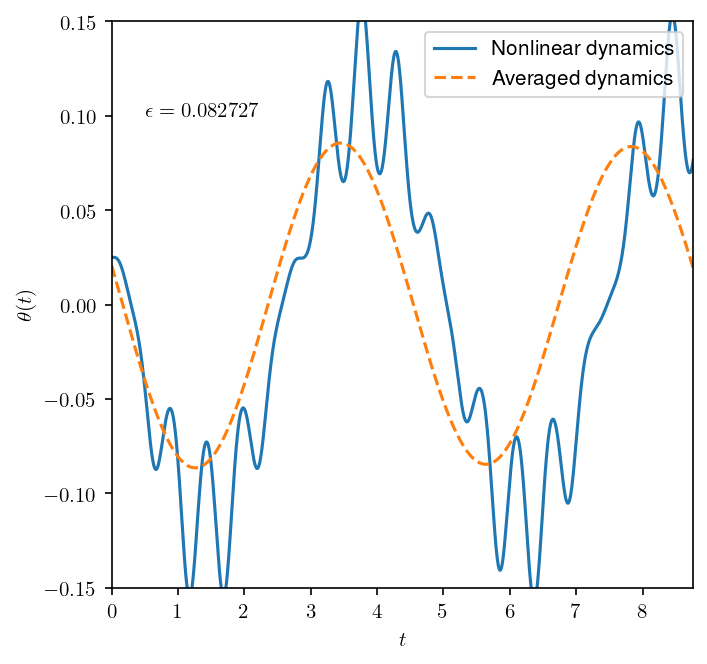 0.15
0.10
0.05
0.00
−0.05
−0.10
−0.15
θ(t)
Nonlinear dynamics
Averaged dynamics
ϵ = 0.082727
0 1 2 3 4 5 6 7 8
t